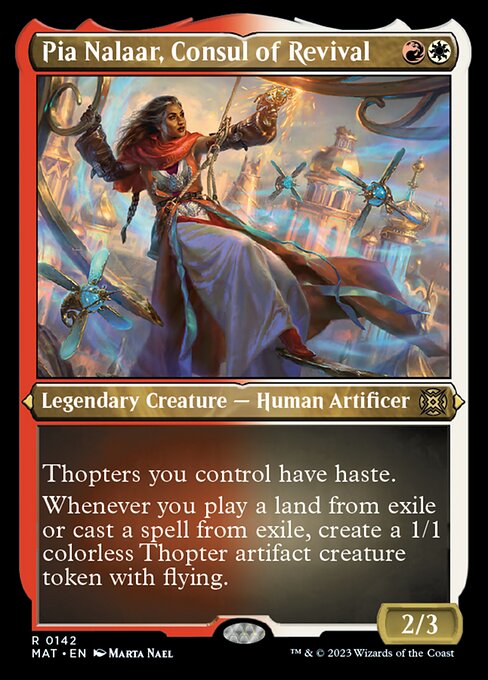 Pia Nalaar, Consul of Revival
Legendary Creature — Human Artificer
Thopters you control have haste.
Whenever you play a land from exile
or cast a spell from exile, create a 1/1
colorless Thopter artifact creature
token with flying.
2/3
R 0142
MAT • EN Marta Nael
™ & © 2023 Wizards of the Coast